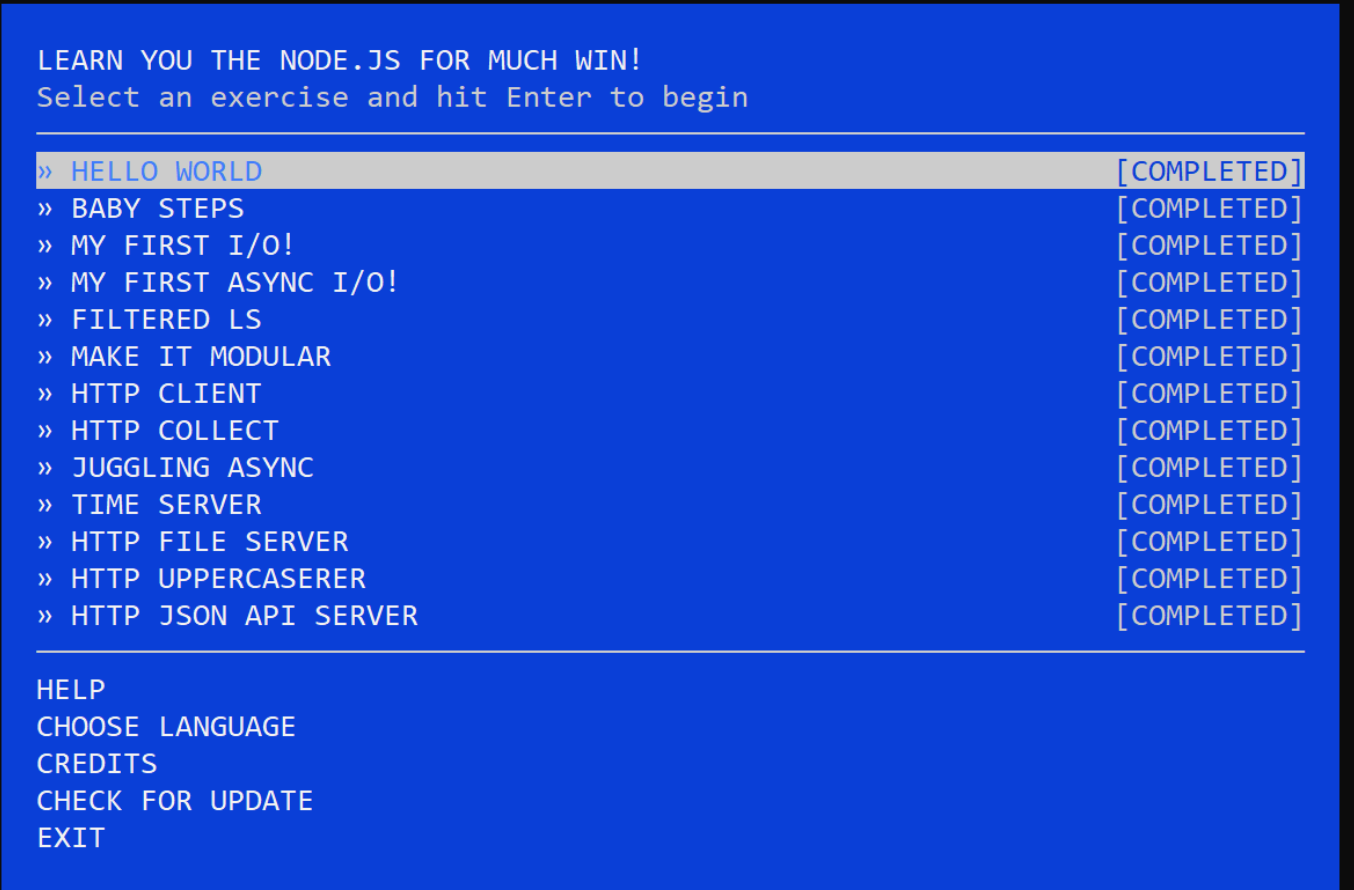 LEARN YOU THE NODE.JS FOR MUCH WIN!
Select an exercise and hit Enter to begin
» HELLO WORLD [COMPLETED]
» BABY STEPS [COMPLETED]
» MY FIRST I/O! [COMPLETED]
» MY FIRST ASYNC I/O! [COMPLETED]
» FILTERED LS [COMPLETED]
» MAKE IT MODULAR [COMPLETED]
» HTTP CLIENT [COMPLETED]
» HTTP COLLECT [COMPLETED]
» JUGGLING ASYNC [COMPLETED]
» TIME SERVER [COMPLETED]
» HTTP FILE SERVER [COMPLETED]
» HTTP UPPERCASERER [COMPLETED]
» HTTP JSON API SERVER [COMPLETED]
HELP
CHOOSE LANGUAGE
CREDITS
CHECK FOR UPDATE
EXIT